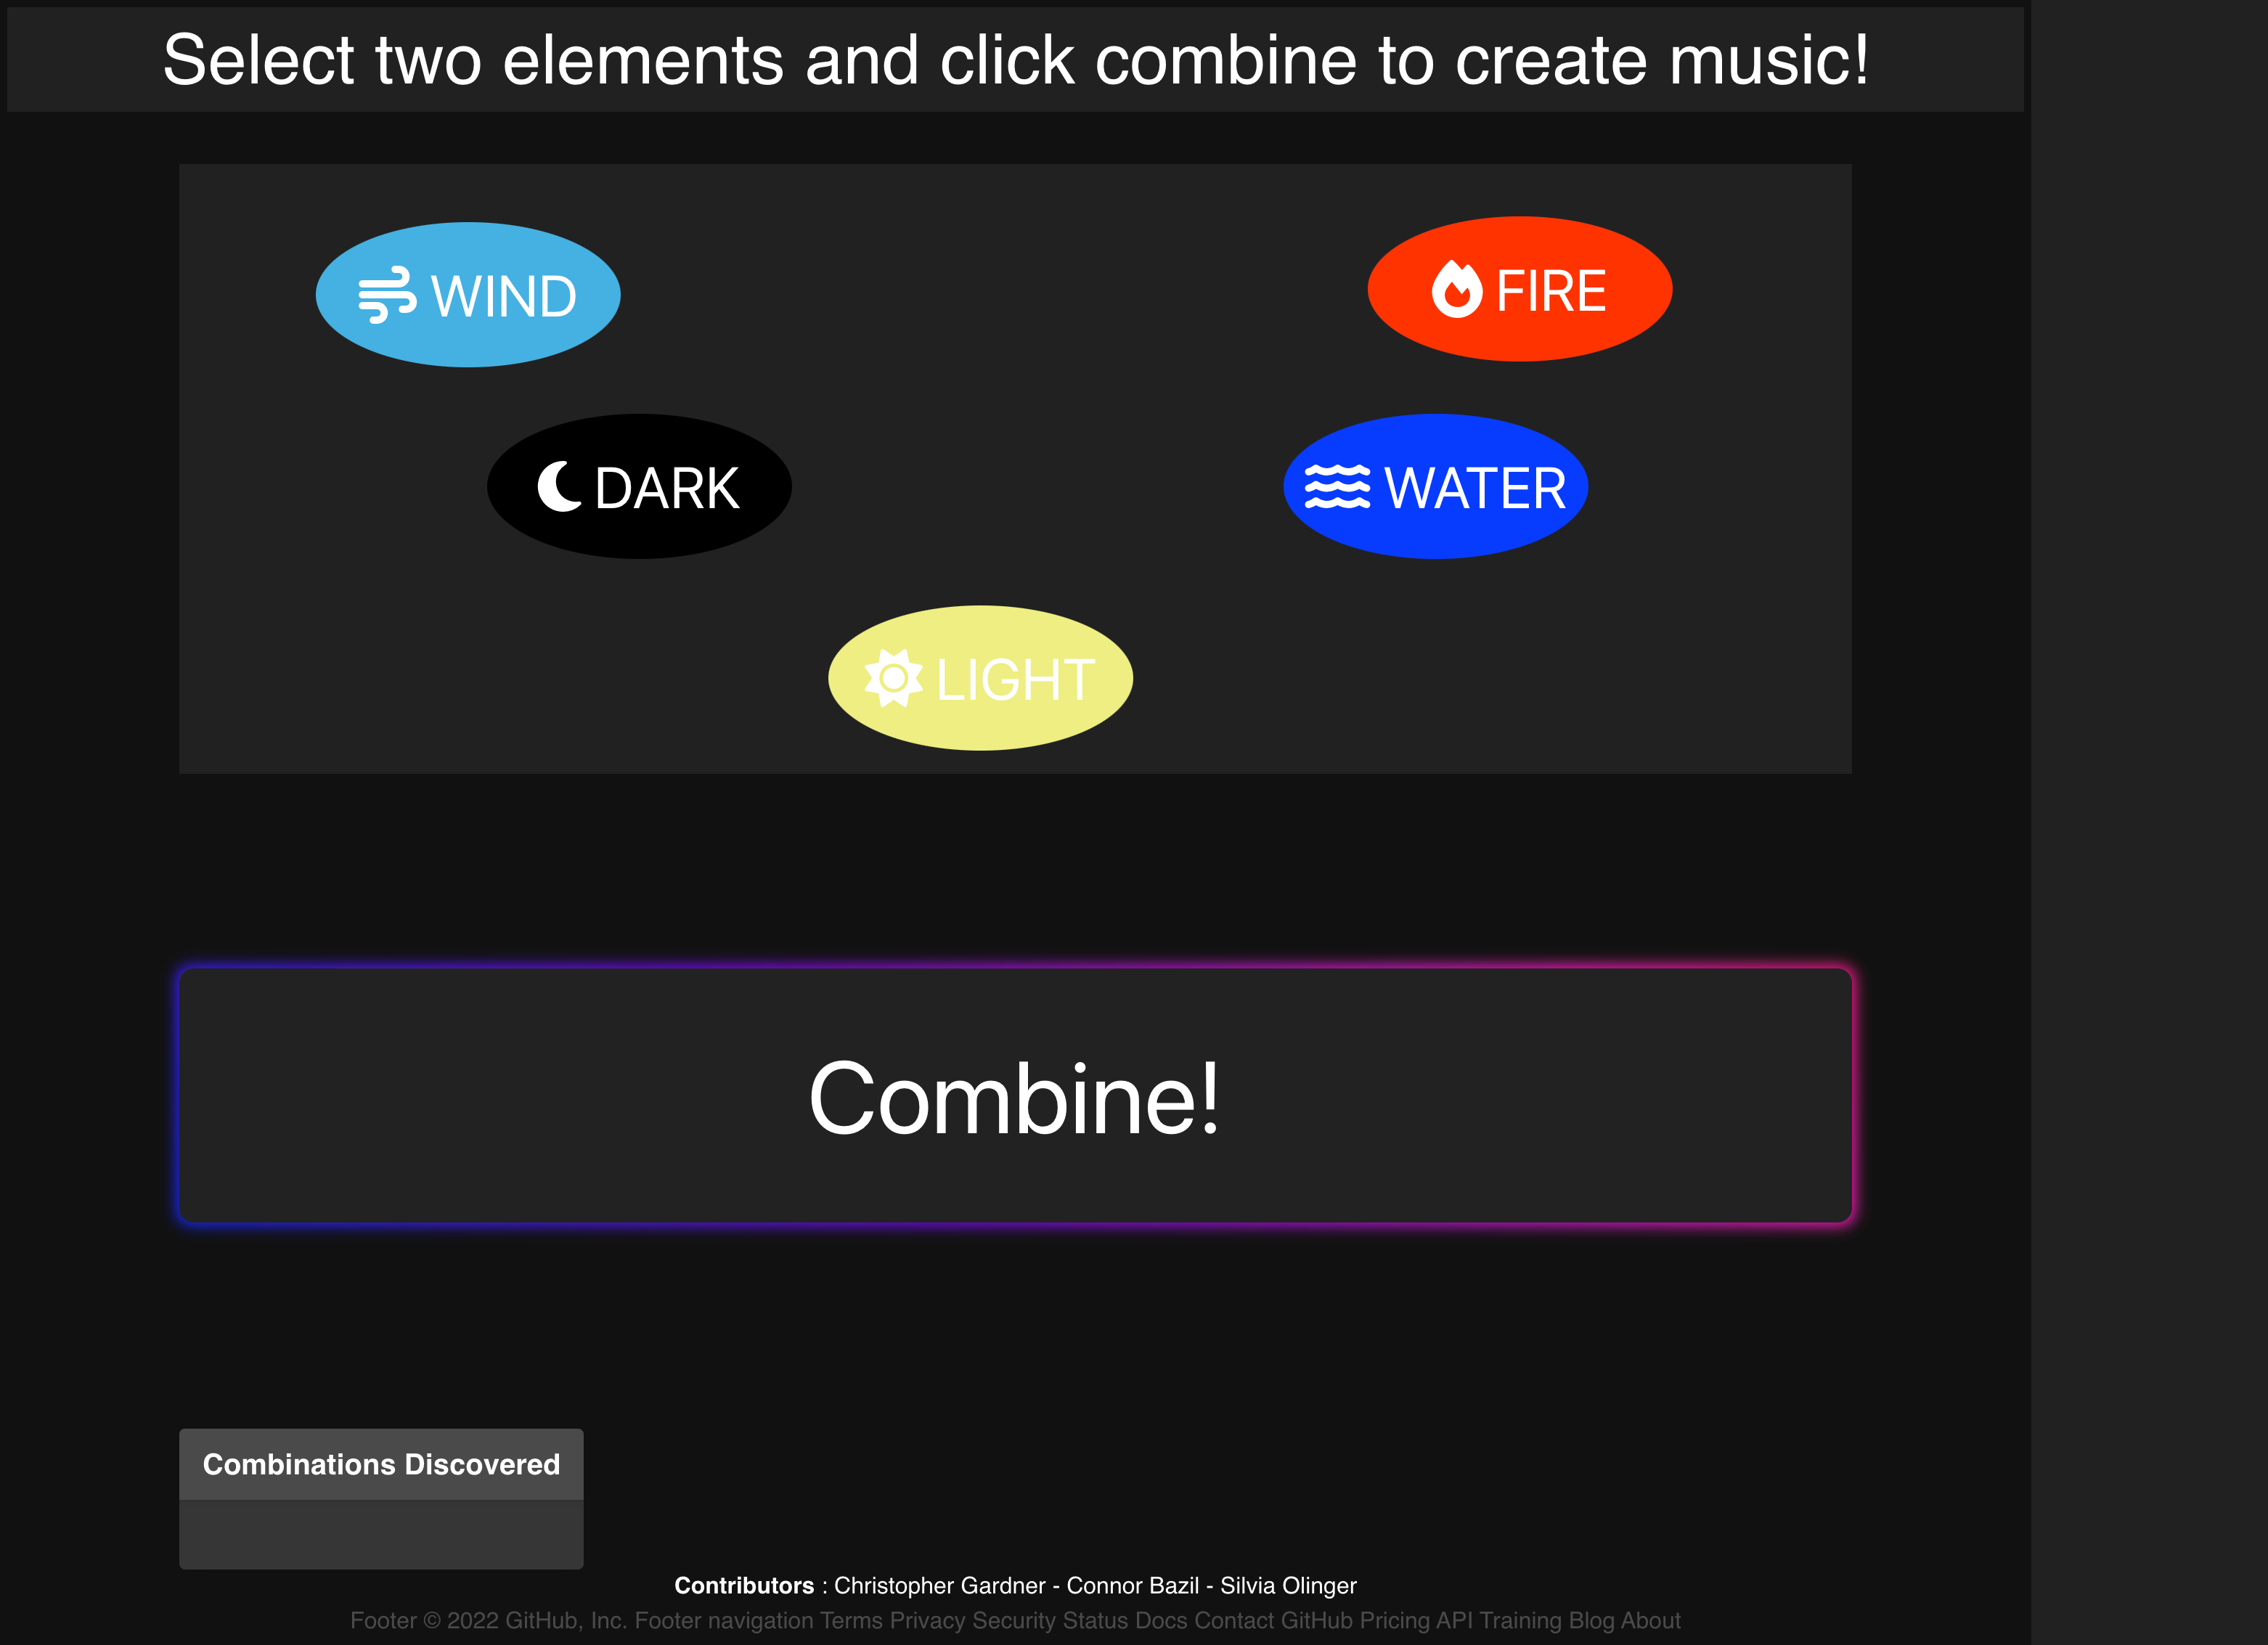 Select two elements and click combine to create music!
WIND
FIRE
DARK
WATER
LIGHT
Combine!
Combinations Discovered
Contributors : Christopher Gardner - Connor Bazil - Silvia Olinger
Footer © 2022 GitHub, Inc. Footer navigation Terms Privacy Security Status Docs Contact GitHub Pricing API Training Blog About